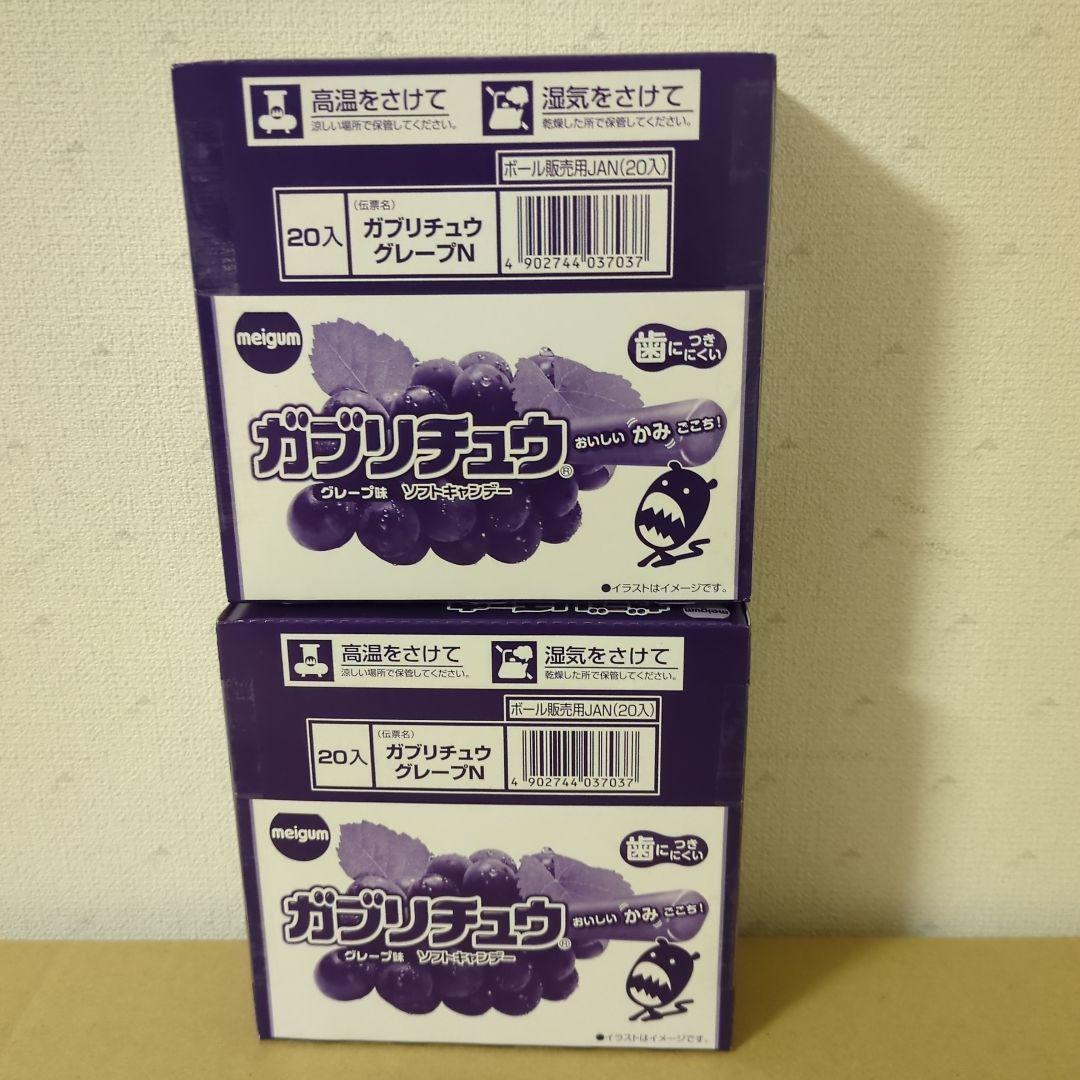 高温をさけて
涼しい場所で保管してください。
湿気をさけて
乾燥した所で保管してください。
ボール販売用JAN(20入)
20入
(伝票名)
ガブリチュウ
グレープN
4 902744 037037
meigum
歯につきにくい
ガブリチュウ®
おいしい かみ ごこち!
グレープ味 ソフトキャンデー
●イラストはイメージです。
meigum
高温をさけて
涼しい場所で保管してください。
湿気をさけて
乾燥した所で保管してください。
ボール販売用JAN(20入)
20入
(伝票名)
ガブリチュウ
グレープN
4 902744 037037
meigum
歯につきにくい
ガブリチュウ®
おいしい かみ ごこち!
グレープ味 ソフトキャンデー
●イラストはイメージです。